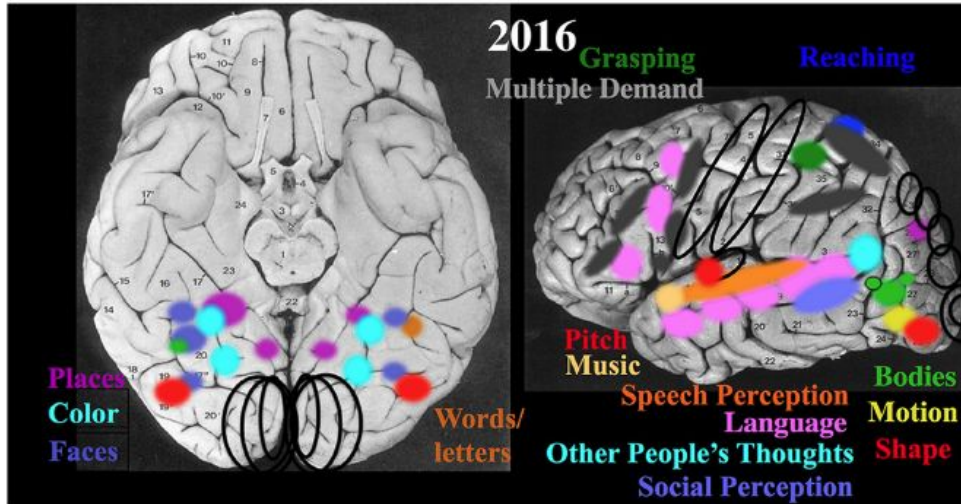 2016
Grasping
Reaching
Multiple Demand
Places
Color
Faces
Words/
letters
Pitch
Music
Speech Perception
Language
Other People's Thoughts
Social Perception
Bodies
Motion
Shape